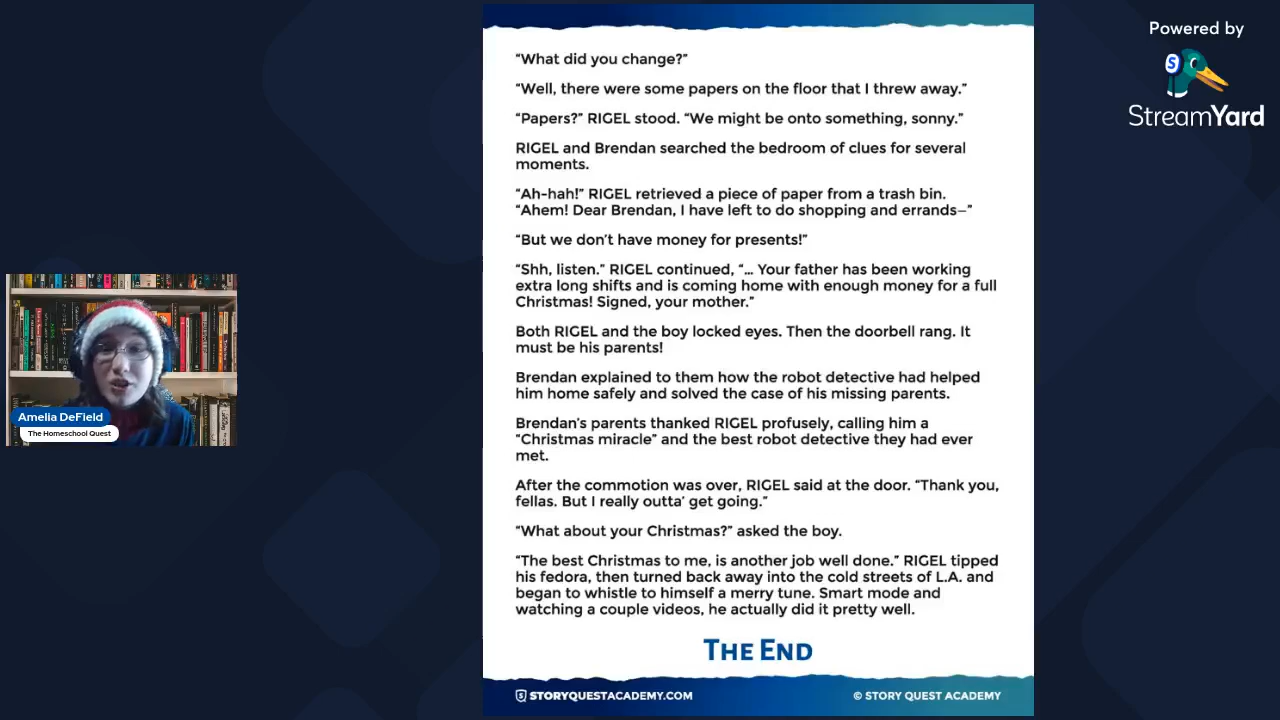 Powered by
StreamYard
“What did you change?”
“Well, there were some papers on the floor that I threw away.”
“Papers?” RIGEL stood. “We might be onto something, sonny.”
RIGEL and Brendan searched the bedroom of clues for several
moments.
“Ah-hah!” RIGEL retrieved a piece of paper from a trash bin.
“Ahem! Dear Brendan, I have left to do shopping and errands—”
“But we don’t have money for presents!”
“Shh, listen.” RIGEL continued, “… Your father has been working
extra long shifts and is coming home with enough money for a full
Christmas! Signed, your mother.”
Both RIGEL and the boy locked eyes. Then the doorbell rang. It
must be his parents!
Brendan explained to them how the robot detective had helped
him home safely and solved the case of his missing parents.
Brendan’s parents thanked RIGEL profusely, calling him a
“Christmas miracle” and the best robot detective they had ever
met.
After the commotion was over, RIGEL said at the door. “Thank you,
fellas. But I really outta’ get going.”
“What about your Christmas?” asked the boy.
“The best Christmas to me, is another job well done.” RIGEL tipped
his fedora, then turned back away into the cold streets of L.A. and
began to whistle to himself a merry tune. Smart mode and
watching a couple videos, he actually did it pretty well.
THE END
STORYQUESTACADEMY.COM
© STORY QUEST ACADEMY
Amelia DeField
The Homeschool Quest